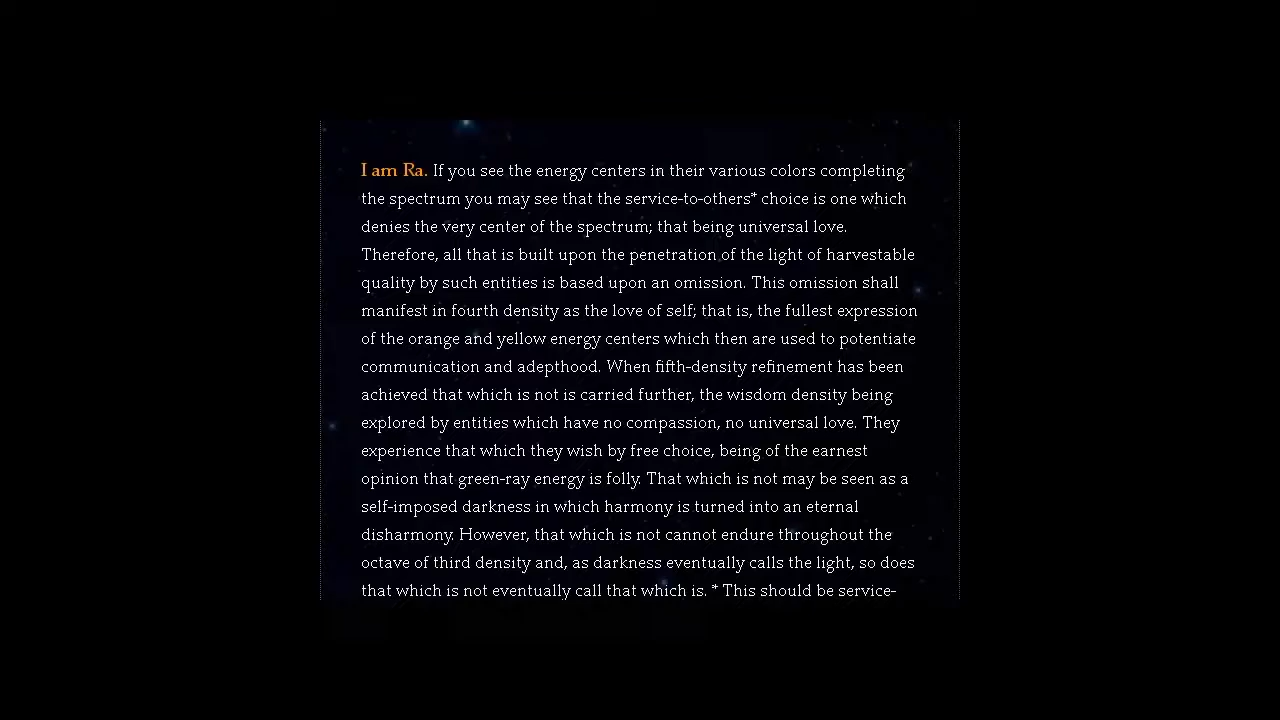 I am Ra. If you see the energy centers in their various colors completing
the spectrum you may see that the service-to-others* choice is one which
denies the very center of the spectrum; that being universal love.
Therefore, all that is built upon the penetration of the light of harvestable
quality by such entities is based upon an omission. This omission shall
manifest in fourth density as the love of self; that is, the fullest expression
of the orange and yellow energy centers which then are used to potentiate
communication and adepthood. When fifth-density refinement has been
achieved that which is not is carried further, the wisdom density being
explored by entities which have no compassion, no universal love. They
experience that which they wish by free choice, being of the earnest
opinion that green-ray energy is folly. That which is not may be seen as a
self-imposed darkness in which harmony is turned into an eternal
disharmony. However, that which is not cannot endure throughout the
octave of third density and, as darkness eventually calls the light, so does
that which is not eventually call that which is. * This should be service-